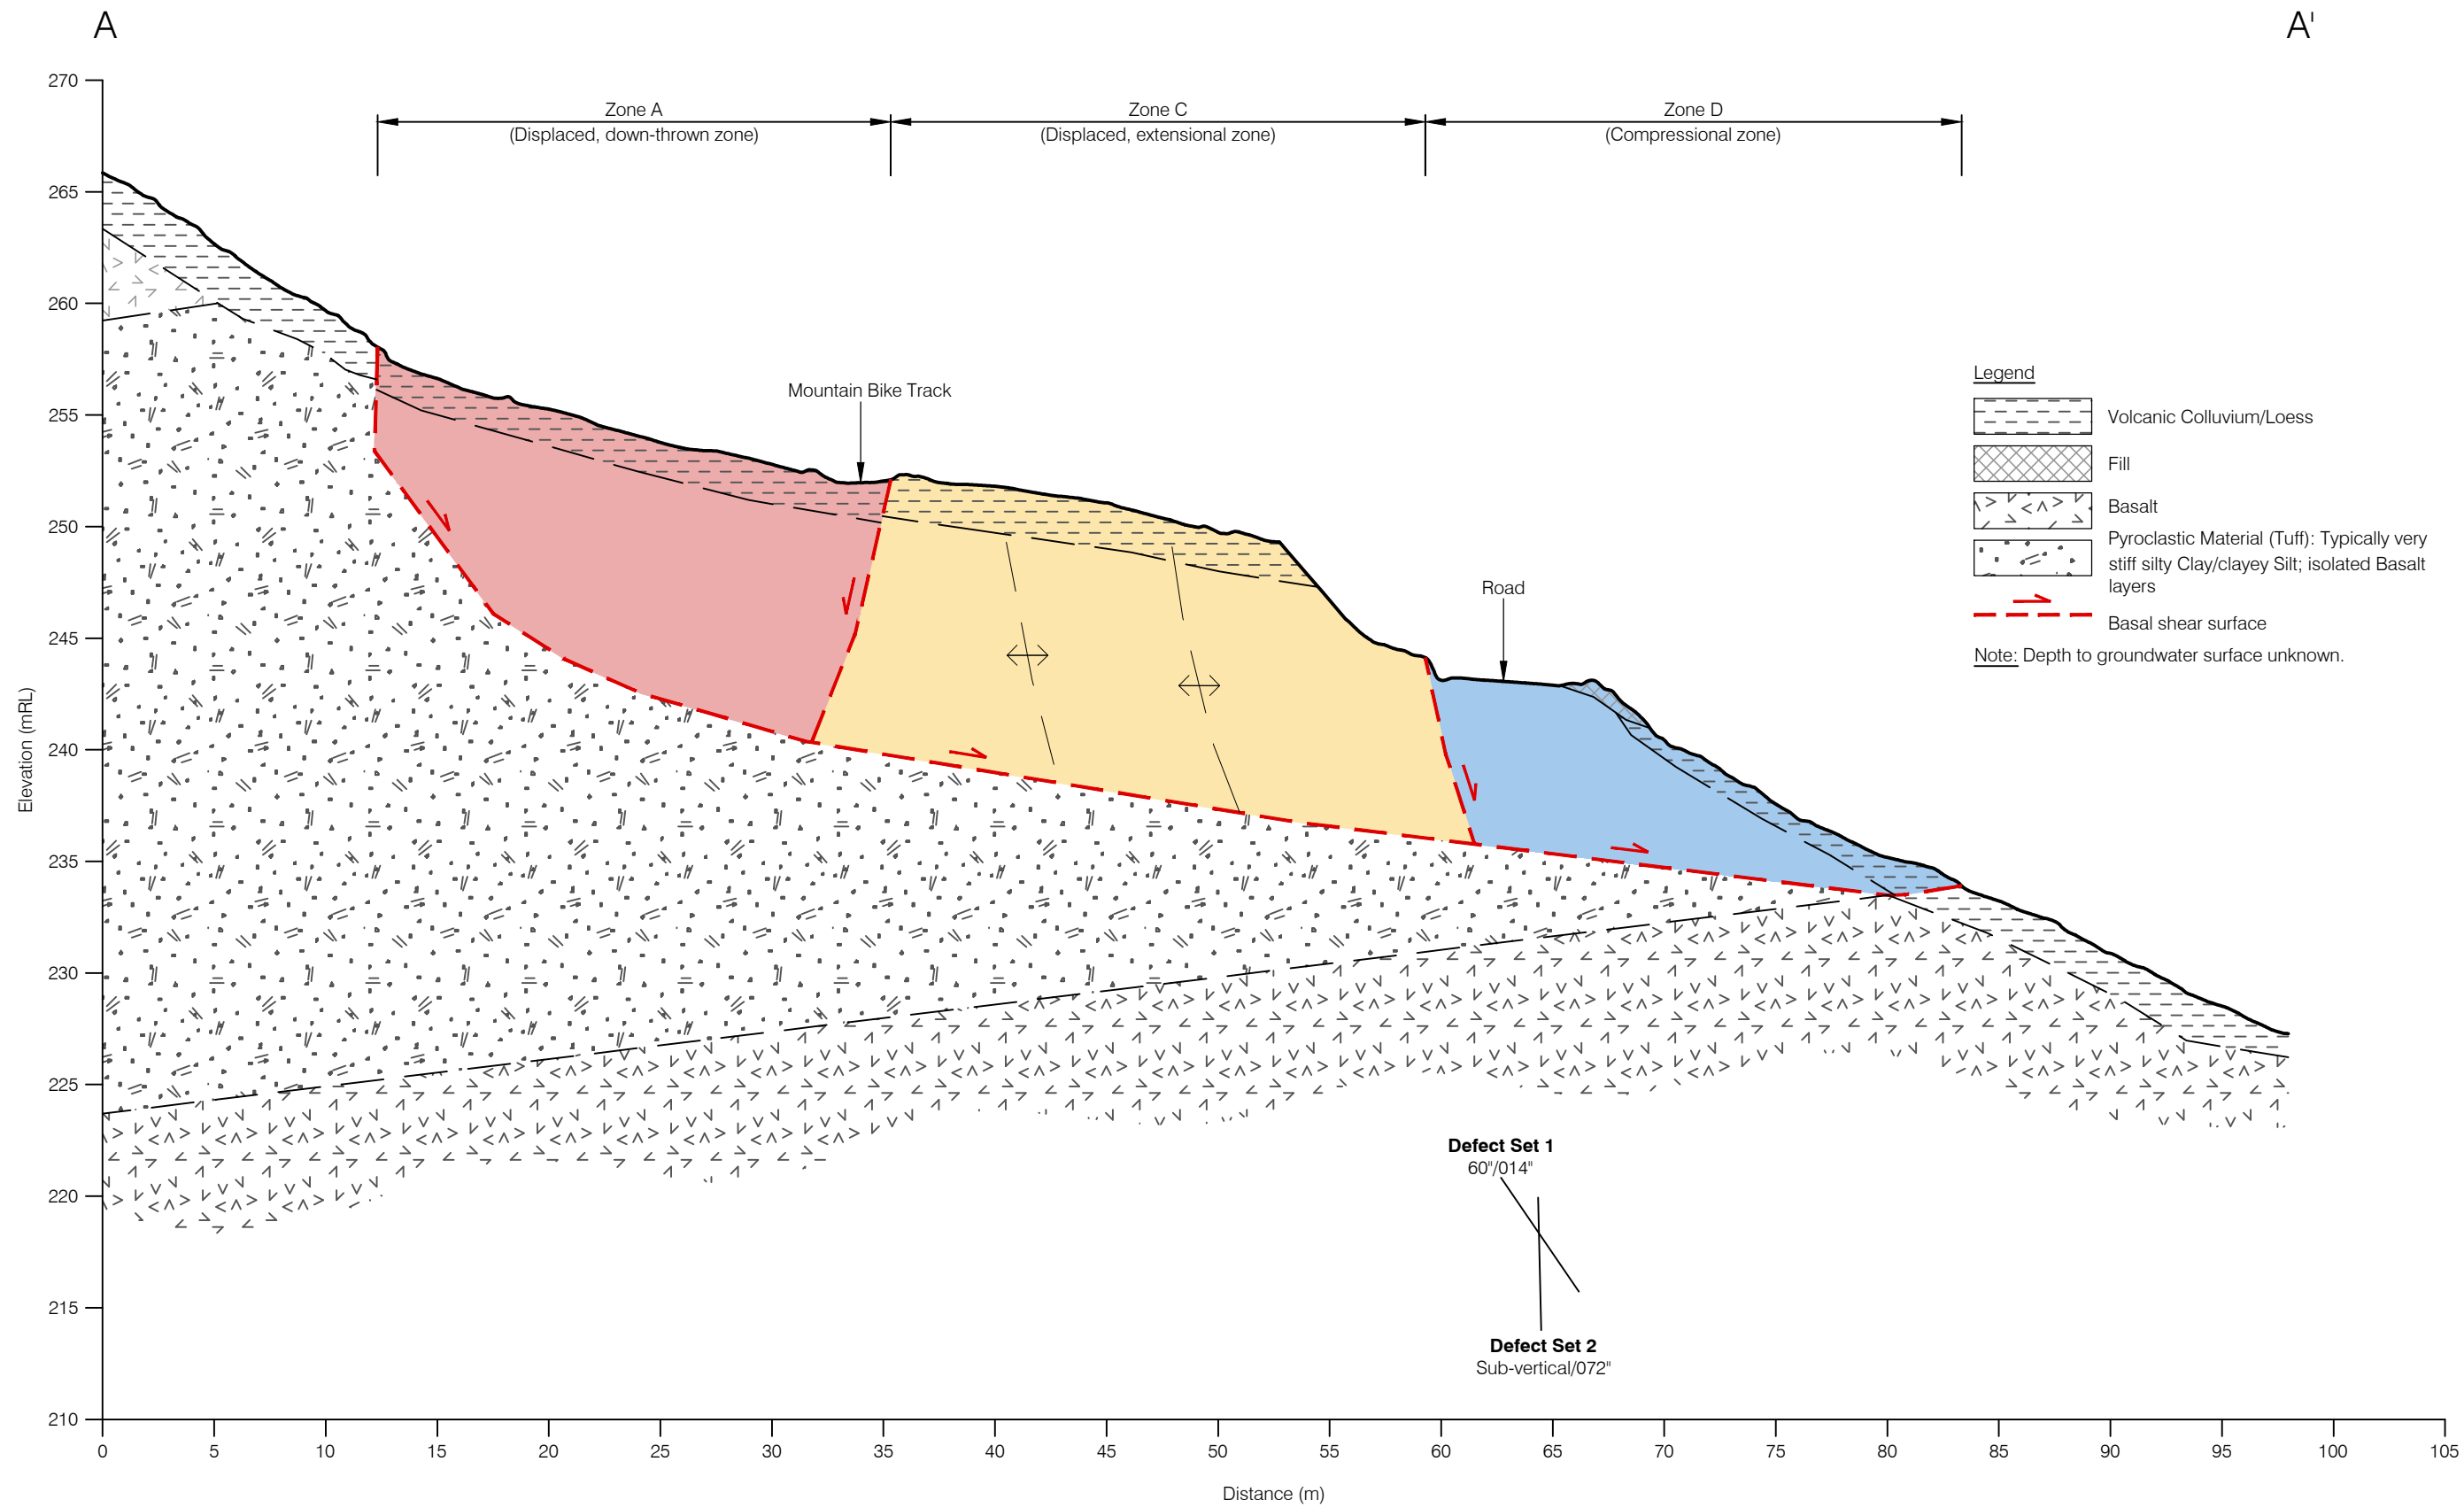 A
A'
Zone A
(Displaced, down-thrown zone)
Zone C
(Displaced, extensional zone)
Zone D
(Compressional zone)
270
265
260
255
250
245
240
235
230
225
220
215
210
Elevation (mRL)
Mountain Bike Track
Road
Legend
Volcanic Colluvium/Loess
Fill
Basalt
Pyroclastic Material (Tuff): Typically very
stiff silty Clay/clayey Silt; isolated Basalt
layers
Basal shear surface
Note: Depth to groundwater surface unknown.
Defect Set 1
60"/014"
Defect Set 2
Sub-vertical/072"
0 5 10 15 20 25 30 35 40 45 50 55 60 65 70 75 80 85 90 95 100 105
Distance (m)